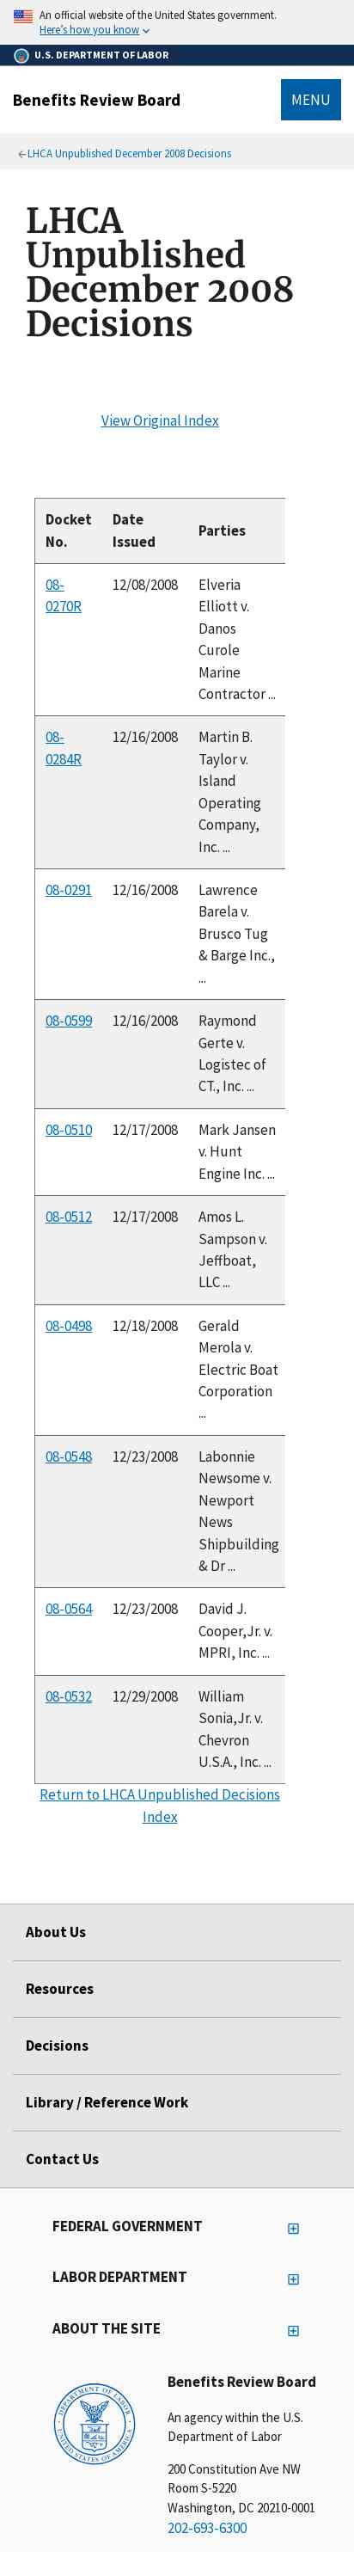 An official website of the United States government.
Here’s how you know
U.S. DEPARTMENT OF LABOR
Benefits Review Board
MENU
LHCA Unpublished December 2008 Decisions
LHCA
Unpublished
December 2008
Decisions
View Original Index
Docket No. Date Issued Parties
08-0270R 12/08/2008 Elveria Elliott v. Danos Curole Marine Contractor ...
08-0284R 12/16/2008 Martin B. Taylor v. Island Operating Company, Inc. ...
08-0291 12/16/2008 Lawrence Barela v. Brusco Tug & Barge Inc., ...
08-0599 12/16/2008 Raymond Gerte v. Logistec of CT., Inc. ...
08-0510 12/17/2008 Mark Jansen v. Hunt Engine Inc. ...
08-0512 12/17/2008 Amos L. Sampson v. Jeffboat, LLC ...
08-0498 12/18/2008 Gerald Merola v. Electric Boat Corporation ...
08-0548 12/23/2008 Labonnie Newsome v. Newport News Shipbuilding & Dr ...
08-0564 12/23/2008 David J. Cooper,Jr. v. MPRI, Inc. ...
08-0532 12/29/2008 William Sonia,Jr. v. Chevron U.S.A., Inc. ...
Return to LHCA Unpublished Decisions
Index
About Us
Resources
Decisions
Library / Reference Work
Contact Us
FEDERAL GOVERNMENT
LABOR DEPARTMENT
ABOUT THE SITE
DEPARTMENT OF LABOR
UNITED STATES OF AMERICA
Benefits Review Board
An agency within the U.S.
Department of Labor
200 Constitution Ave NW
Room S-5220
Washington, DC 20210-0001
202-693-6300